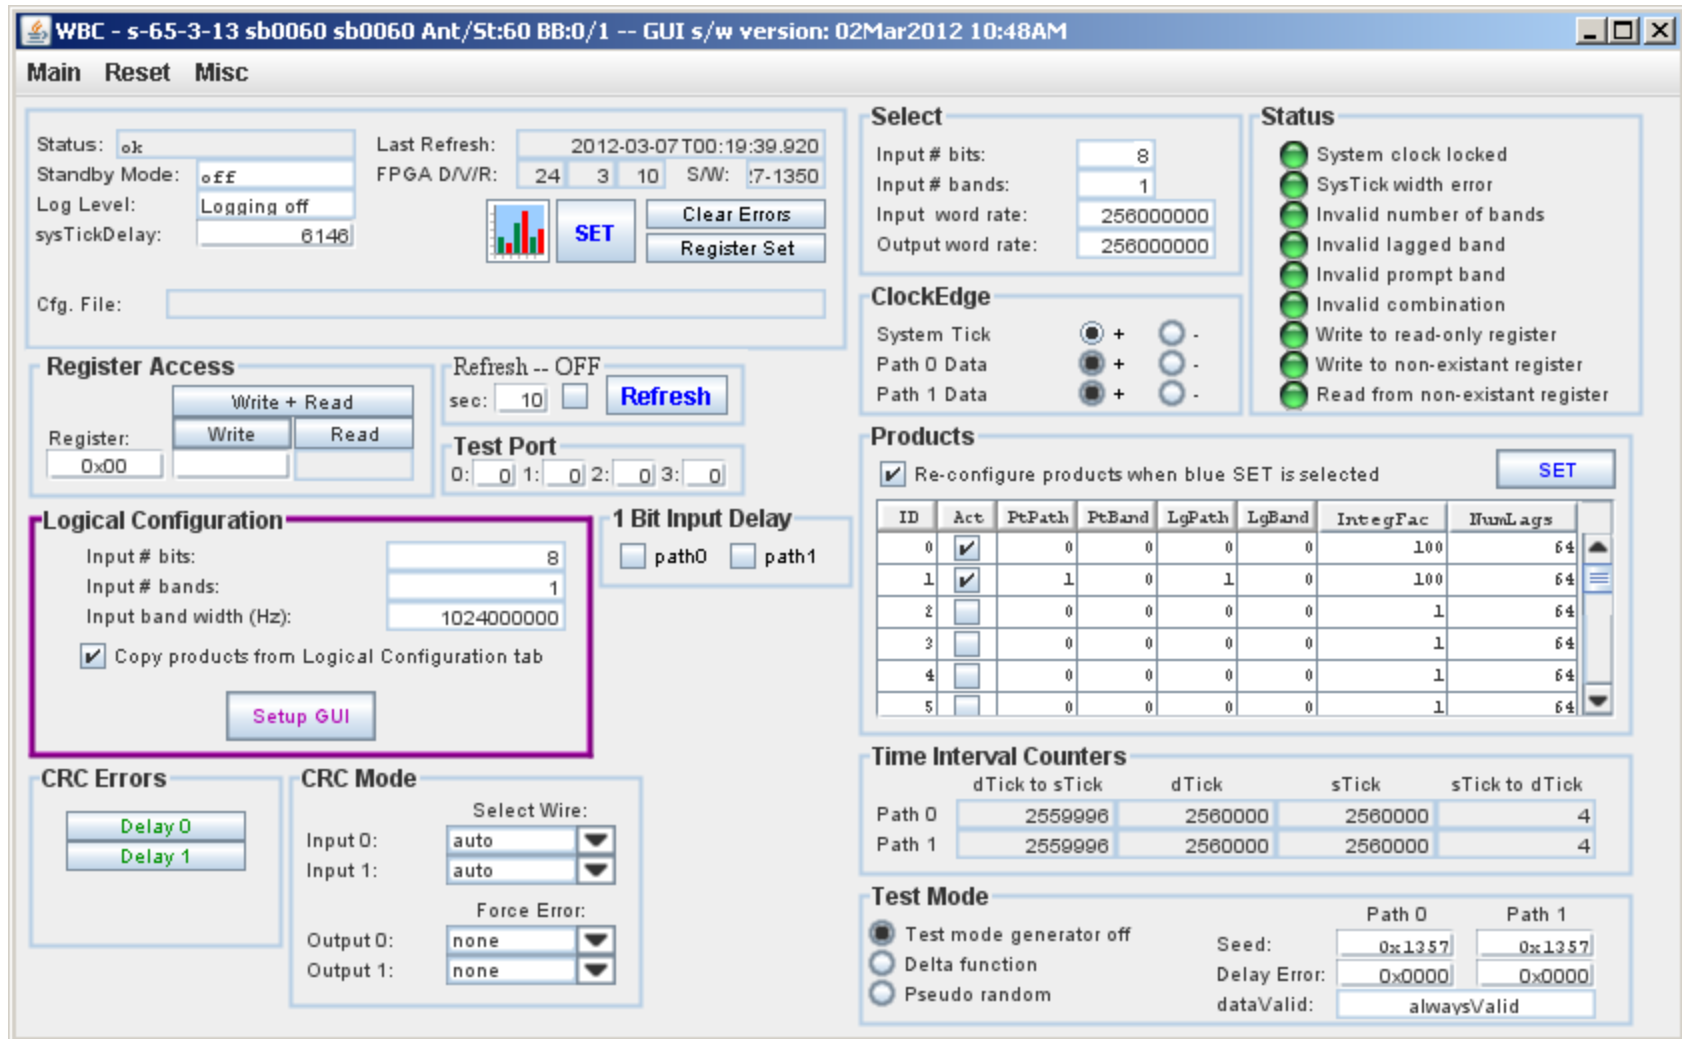 WBC - s-65-3-13 sb0060 sb0060 Ant/St:60 BB:0/1 -- GUI s/w version: 02Mar2012 10:48AM
Main Reset Misc
Status: ok
Last Refresh: 2012-03-07T00:19:39.920
Standby Mode: off
FPGA D/V/R: 24 3 10 S/W: :7-1350
Log Level: Logging off
sysTickDelay: 6146
SET
Clear Errors
Register Set
Cfg. File:
Register Access
Write + Read
Register: Write Read
0x00
Refresh -- OFF
sec: 10 Refresh
Test Port
0: 0 1: 0 2: 0 3: 0
Logical Configuration
Input # bits: 8
Input # bands: 1
Input band width (Hz): 1024000000
Copy products from Logical Configuration tab
Setup GUI
1 Bit Input Delay
path0 path1
CRC Errors
Delay 0
Delay 1
CRC Mode
Select Wire:
Input 0: auto
Input 1: auto
Force Error:
Output 0: none
Output 1: none
Select
Input # bits: 8
Input # bands: 1
Input word rate: 256000000
Output word rate: 256000000
ClockEdge
System Tick + -
Path 0 Data + -
Path 1 Data + -
Status
System clock locked
SysTick width error
Invalid number of bands
Invalid lagged band
Invalid prompt band
Invalid combination
Write to read-only register
Write to non-existant register
Read from non-existant register
Products
Re-configure products when blue SET is selected SET
ID Act PtPath PtBand LgPath LgBand IntegFac NumLags
0 0 0 0 0 100 64
1 1 0 1 0 100 64
2 0 0 0 0 1 64
3 0 0 0 0 1 64
4 0 0 0 0 1 64
5 0 0 0 0 1 64
Time Interval Counters
dTick to sTick dTick sTick sTick to dTick
Path 0 2559996 2560000 2560000 4
Path 1 2559996 2560000 2560000 4
Test Mode
Path 0 Path 1
Test mode generator off
Delta function
Pseudo random
Seed: 0x1357 0x1357
Delay Error: 0x0000 0x0000
dataValid: alwaysValid